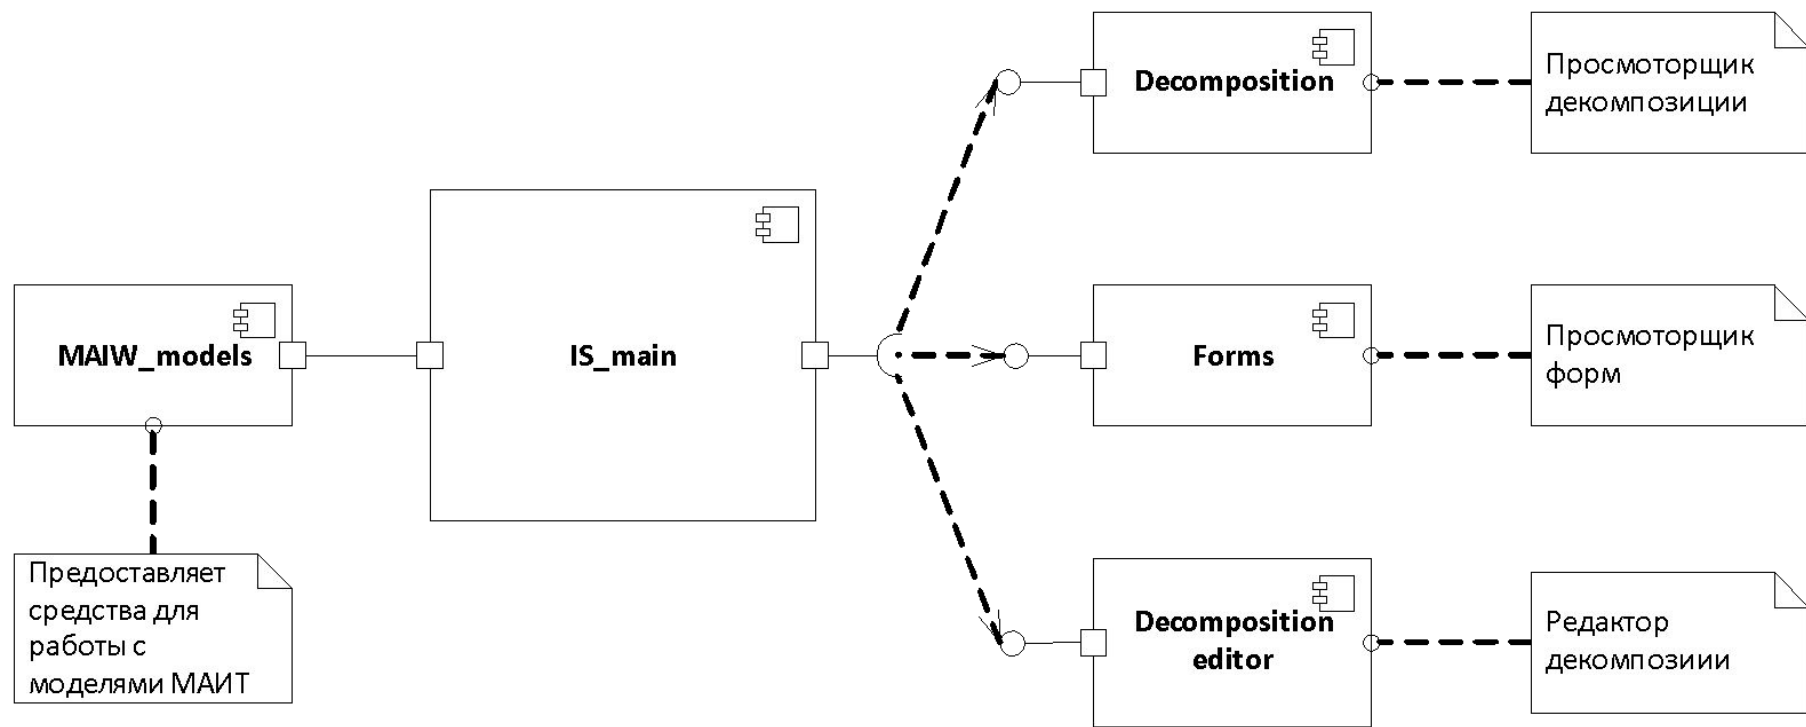 Decomposition
Просмоторщик
декомпозиции
MAIW_models
IS_main
Forms
Просмоторщик
форм
Предоставляет
средства для
работы с
моделями МАИТ
Decomposition
editor
Редактор
декомпозиии